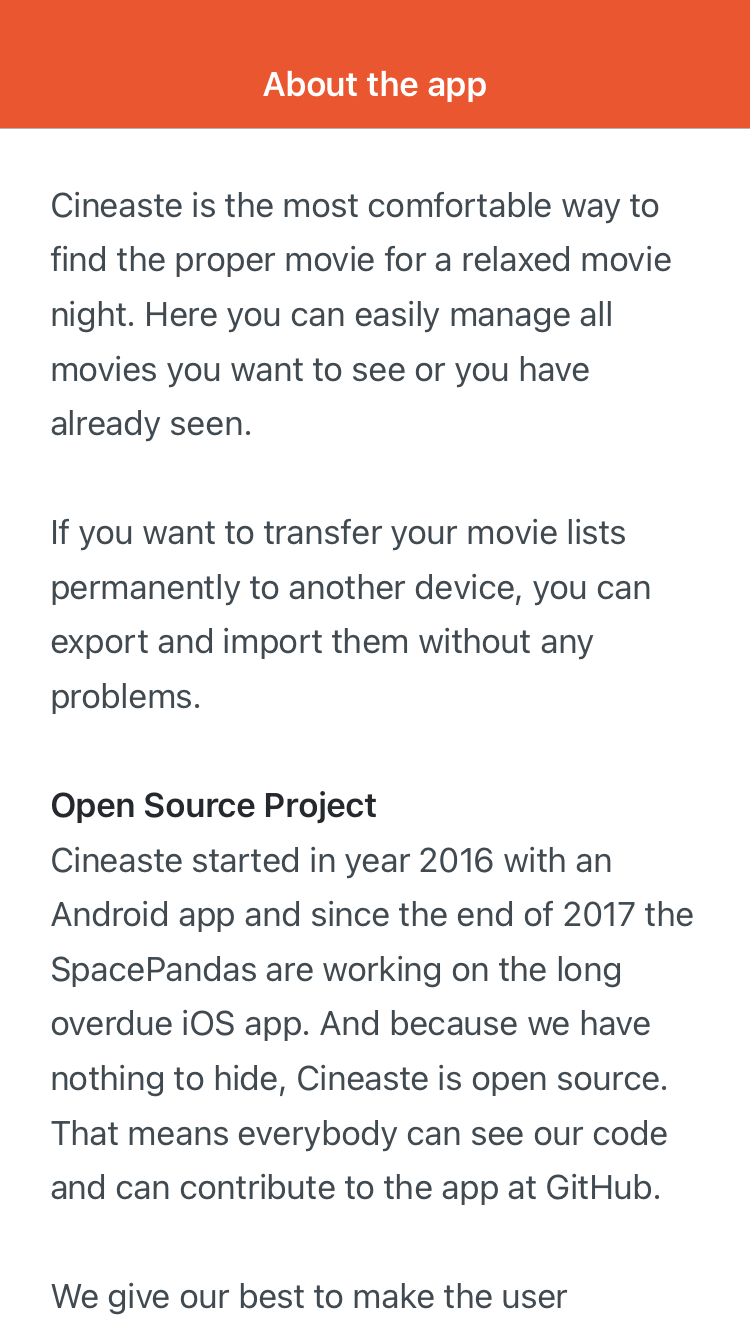 About the app
Cineaste is the most comfortable way to
find the proper movie for a relaxed movie
night. Here you can easily manage all
movies you want to see or you have
already seen.
If you want to transfer your movie lists
permanently to another device, you can
export and import them without any
problems.
Open Source Project
Cineaste started in year 2016 with an
Android app and since the end of 2017 the
SpacePandas are working on the long
overdue iOS app. And because we have
nothing to hide, Cineaste is open source.
That means everybody can see our code
and can contribute to the app at GitHub.
We give our best to make the user